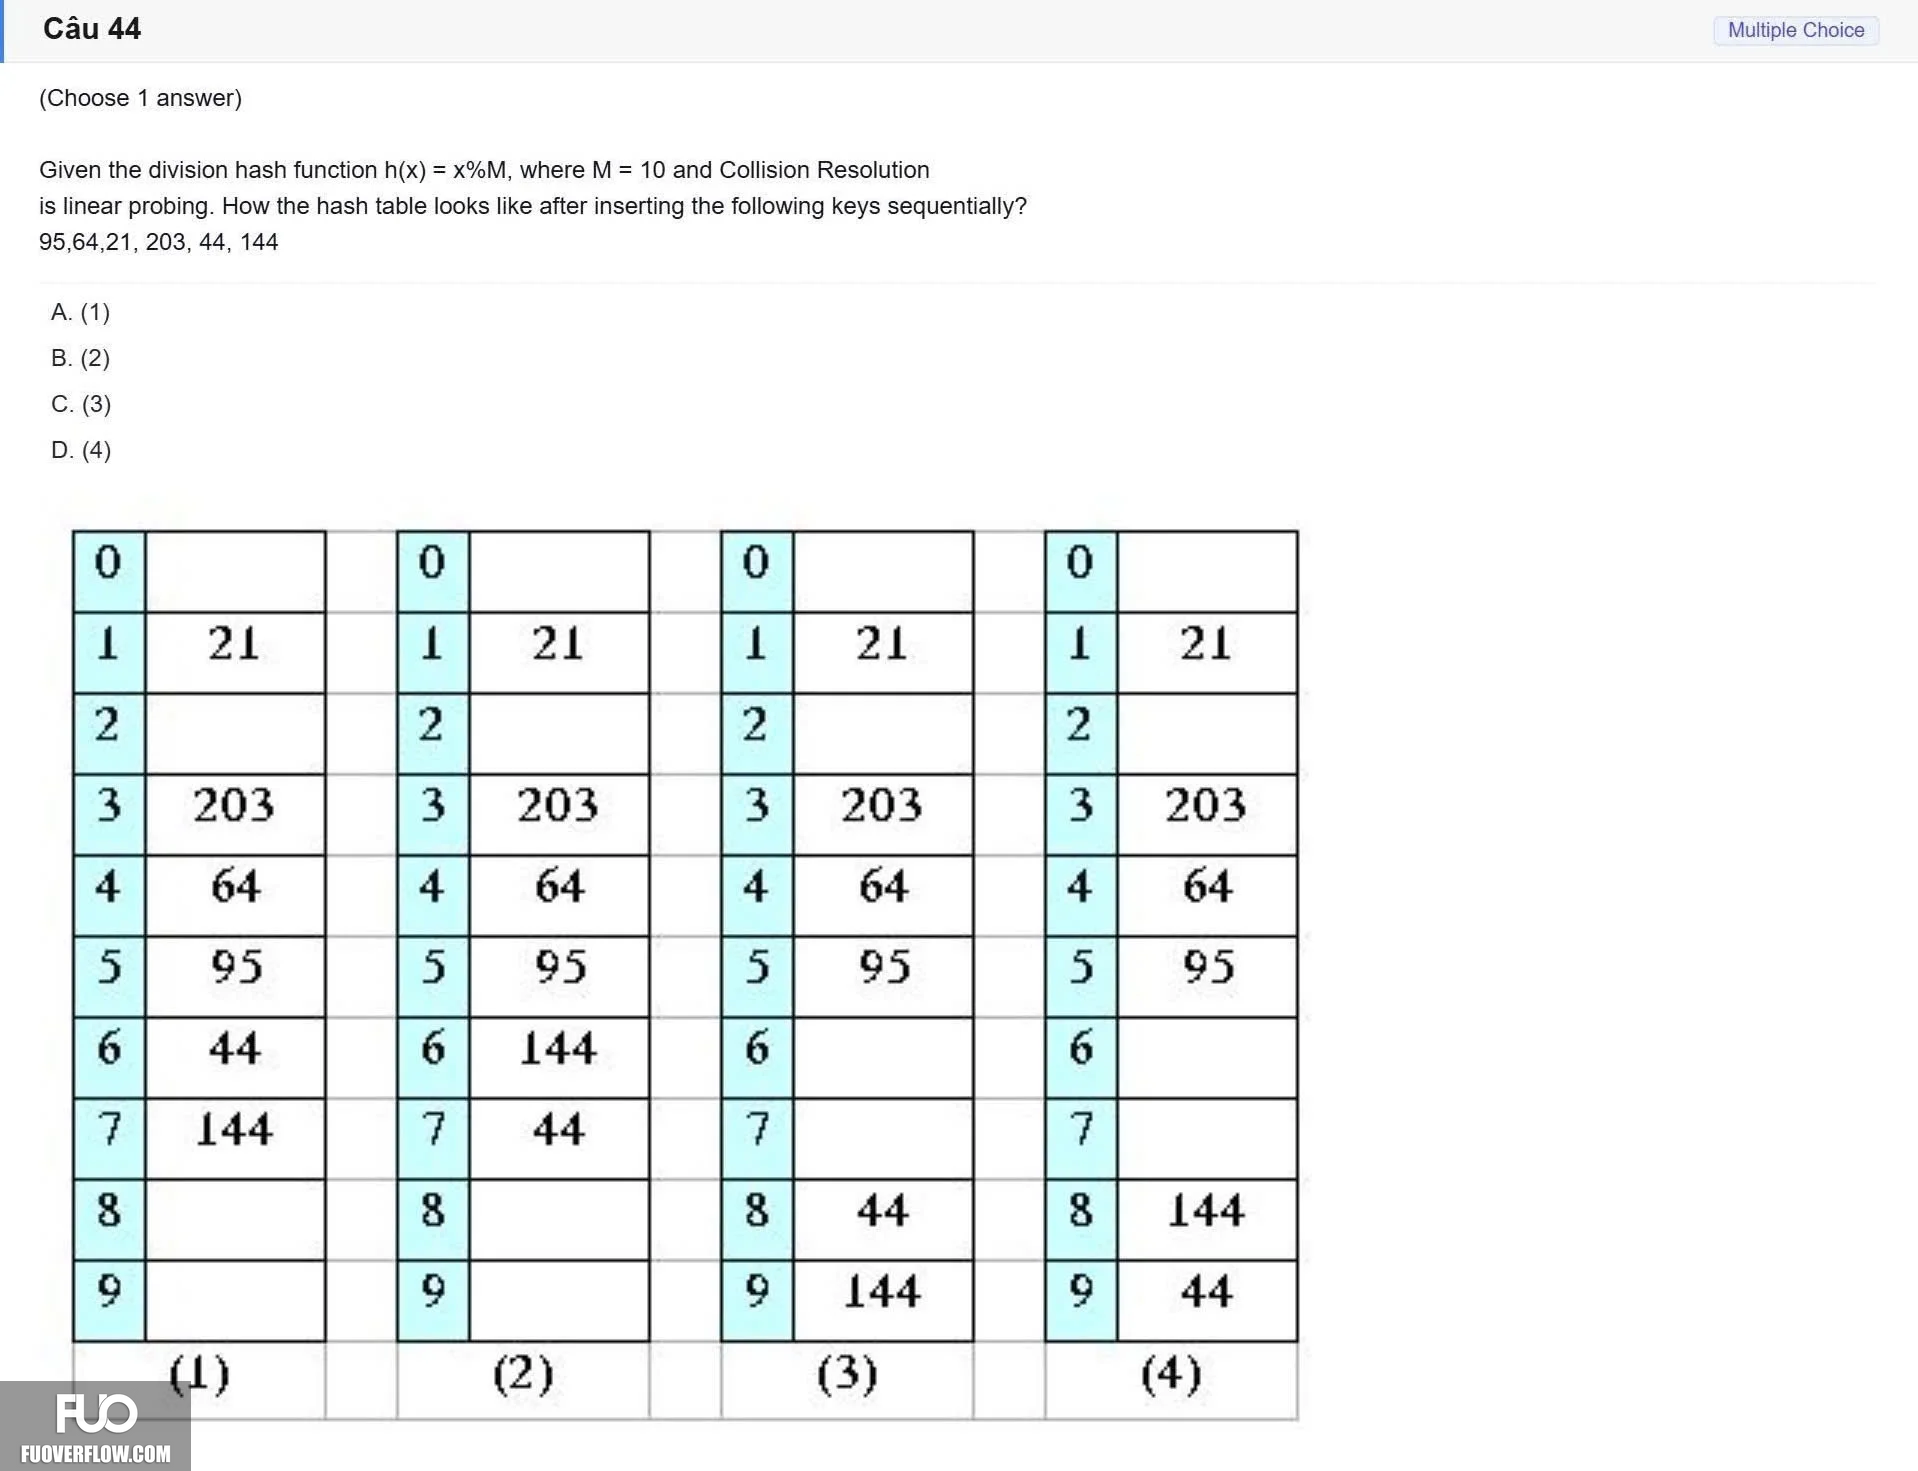 Câu 44
Multiple Choice
(Choose 1 answer)
Given the division hash function h(x) = x%M, where M = 10 and Collision Resolution
is linear probing. How the hash table looks like after inserting the following keys sequentially?
95,64,21, 203, 44, 144
A. (1)
B. (2)
C. (3)
D. (4)
0 0 0 0
1 21 1 21 1 21 1 21
2 2 2 2
3 203 3 203 3 203 3 203
4 64 4 64 4 64 4 64
5 95 5 95 5 95 5 95
6 44 6 144 6 6
7 144 7 44 7 7
8 8 8 44 8 144
9 9 9 144 9 44
(1) (2) (3) (4)
FUO
FUOVERFLOW.COM